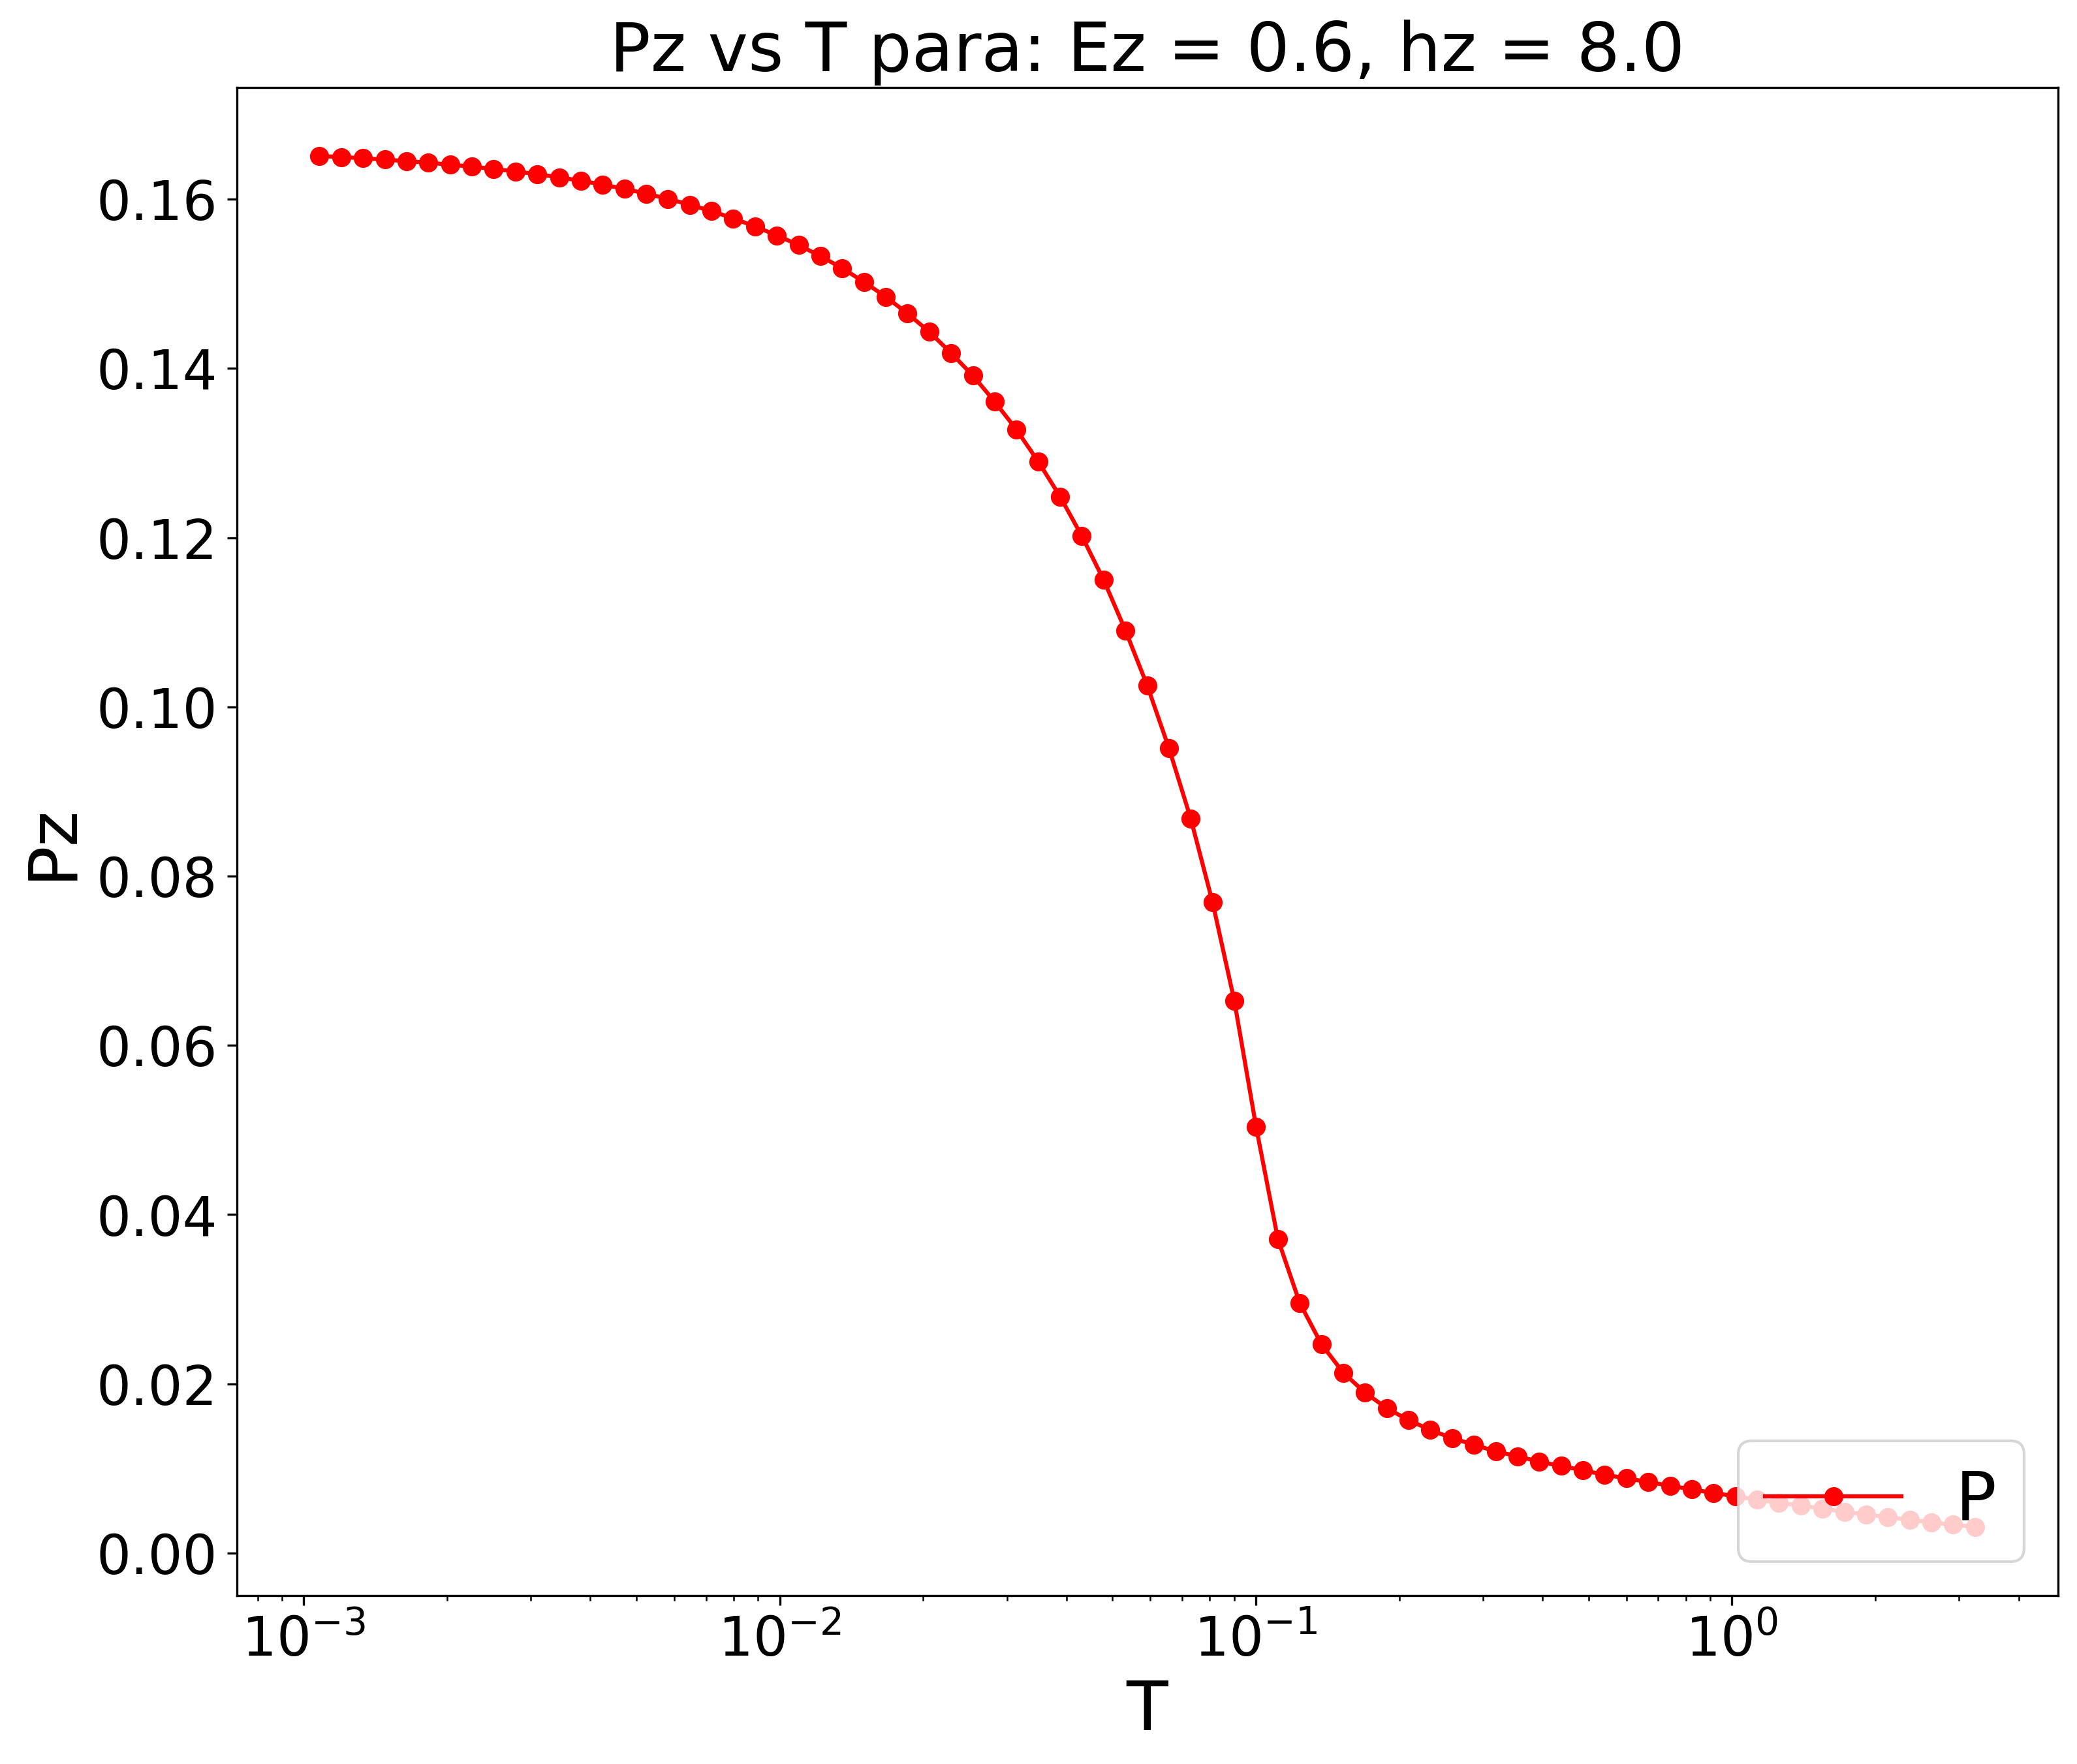 Pz vs T para: Ez = 0.6, hz = 8.0
Pz
0.16
0.14
0.12
0.10
0.08
0.06
0.04
0.02
0.00
P
10⁻³ 10⁻² 10⁻¹ 10⁰
T